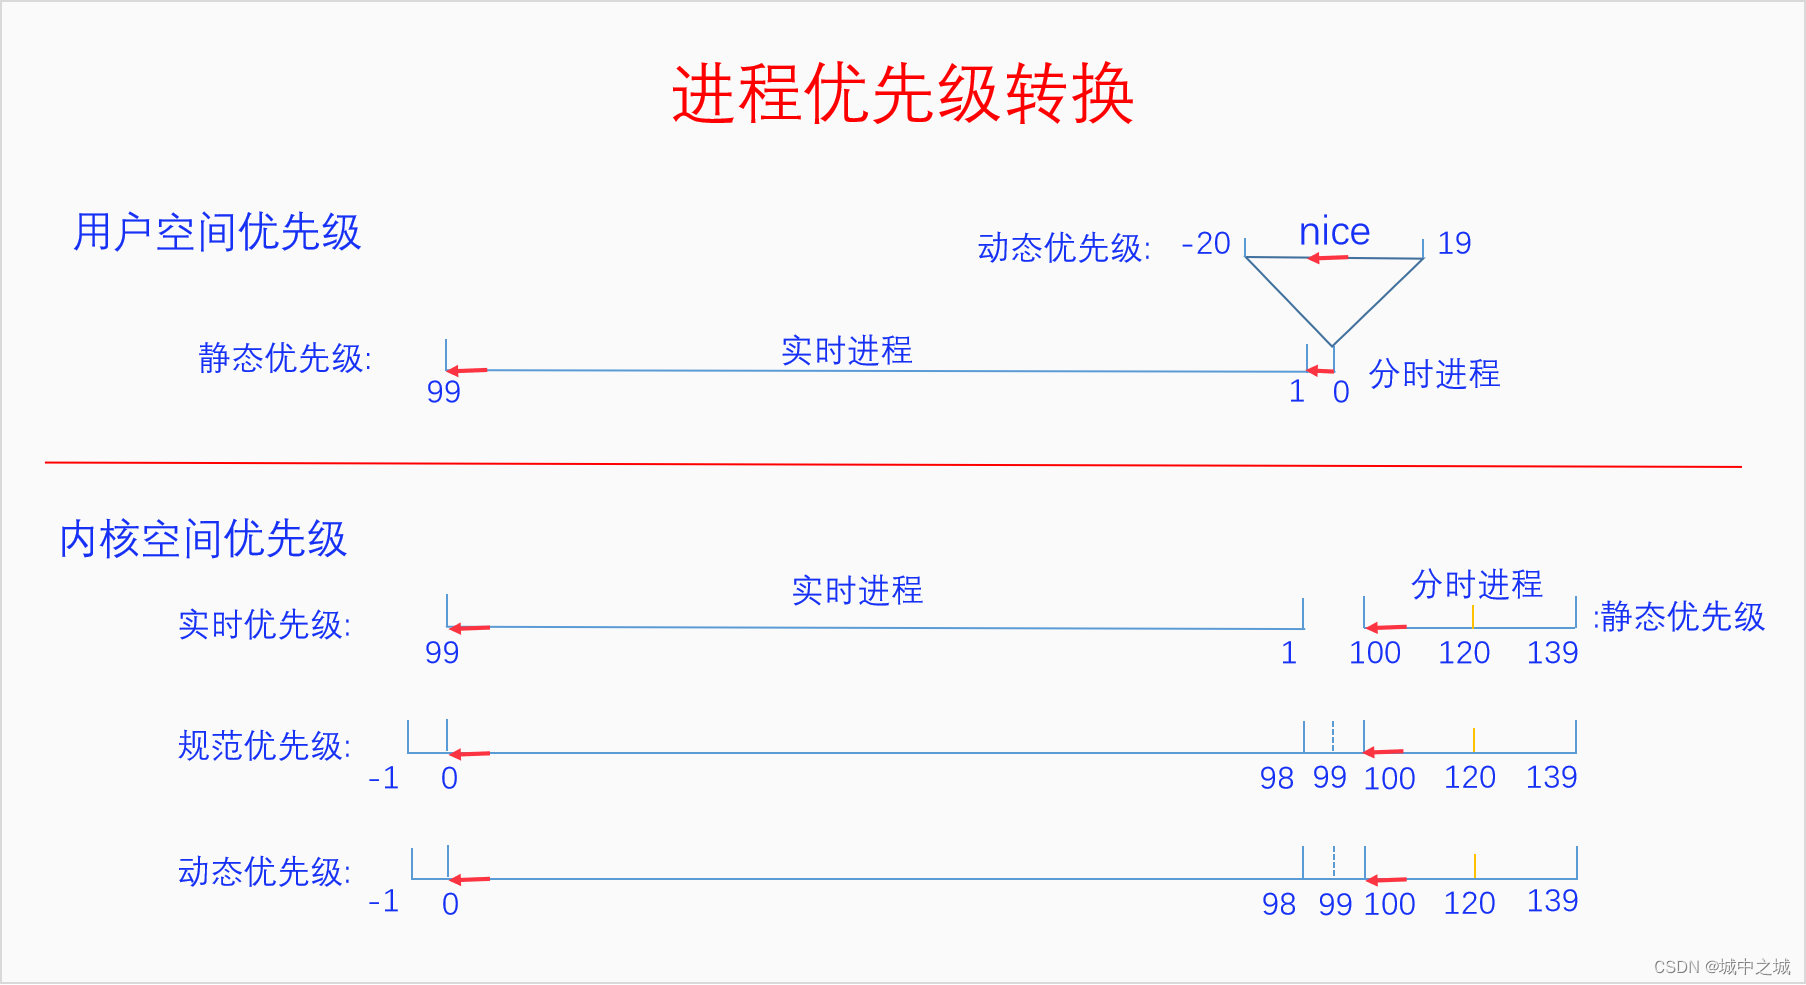 进程优先级转换
用户空间优先级
动态优先级: -20 nice 19
静态优先级: 实时进程 分时进程
99 1 0
内核空间优先级
实时优先级: 实时进程 分时进程 :静态优先级
99 1 100 120 139
规范优先级:
-1 0 98 99 100 120 139
动态优先级:
-1 0 98 99 100 120 139
CSDN @城中之城